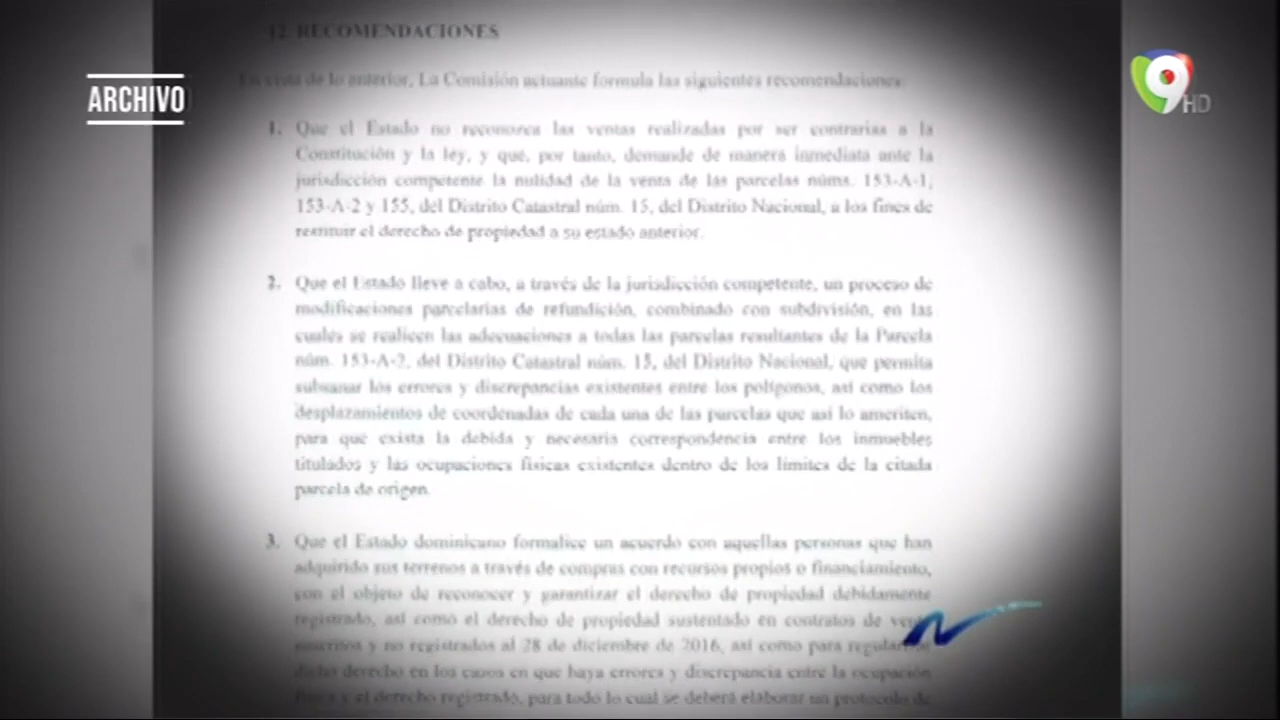 12. RECOMENDACIONES
ARCHIVO
9 HD
En vista de lo anterior, La Comisión actuante formula las siguientes recomendaciones:
1. Que el Estado no reconozca las ventas realizadas por ser contrarias a la
Constitución y la ley, y que, por tanto, demande de manera inmediata ante la
jurisdicción competente la nulidad de la venta de las parcelas núms. 153-A-1,
153-A-2 y 155, del Distrito Catastral núm. 15, del Distrito Nacional, a los fines de
restituir el derecho de propiedad a su estado anterior.
2. Que el Estado lleve a cabo, a través de la jurisdicción competente, un proceso de
modificaciones parcelarias de refundición, combinado con subdivisión, en las
cuales se realicen las adecuaciones a todas las parcelas resultantes de la Parcela
núm. 153-A-2, del Distrito Catastral núm. 15, del Distrito Nacional, que permita
subsanar los errores y discrepancias existentes entre los polígonos, así como los
desplazamientos de coordenadas de cada una de las parcelas que así lo ameriten,
para que exista la debida y necesaria correspondencia entre los inmuebles
titulados y las ocupaciones físicas existentes dentro de los límites de la citada
parcela de origen.
3. Que el Estado dominicano formalice un acuerdo con aquellas personas que han
adquirido sus terrenos a través de compras con recursos propios o financiamiento,
con el objeto de reconocer y garantizar el derecho de propiedad debidamente
registrado, así como el derecho de propiedad sustentado en contratos de
suscritos y no registrados al 28 de diciembre de 2016, así como para
dicho derecho en los casos en que haya errores y discrepancia entre la ocupación
física y el derecho registrado, para todo lo cual se deberá elaborar un protocolo de